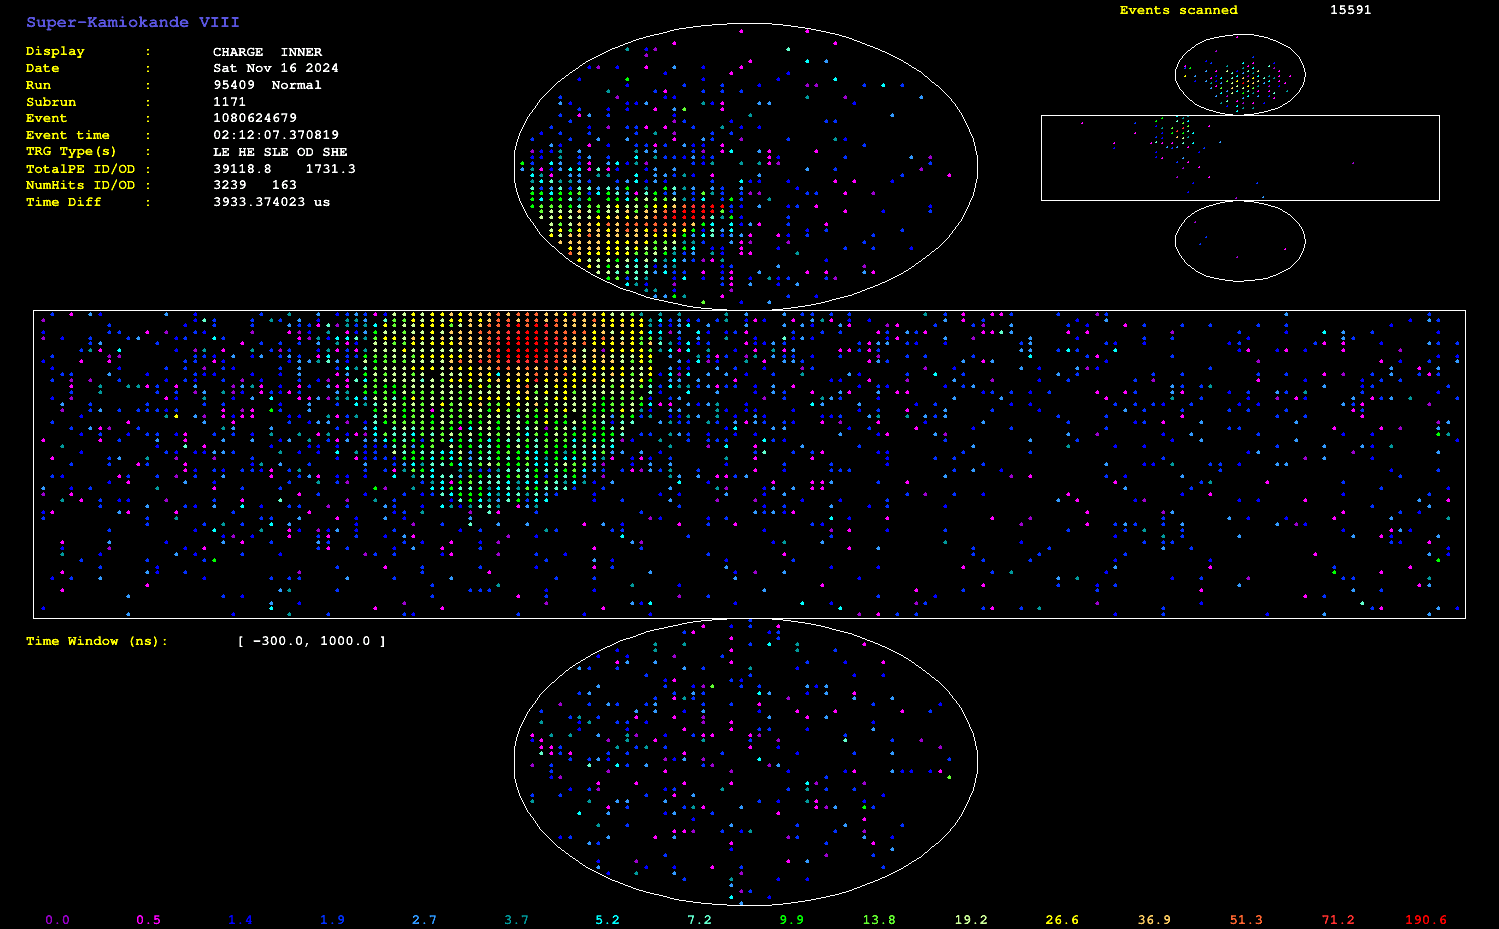 Super-Kamiokande VIII
Events scanned 15591
Display : CHARGE INNER
Date : Sat Nov 16 2024
Run : 95409 Normal
Subrun : 1171
Event : 1080624679
Event time : 02:12:07.370819
TRG Type(s) : LE HE SLE OD SHE
TotalPE ID/OD : 39118.8 1731.3
NumHits ID/OD : 3239 163
Time Diff : 3933.374023 us
Time Window (ns): [ -300.0, 1000.0 ]
0.0 0.5 1.4 1.9 2.7 3.7 5.2 7.2 9.9 13.8 19.2 26.6 36.9 51.3 71.2 190.6